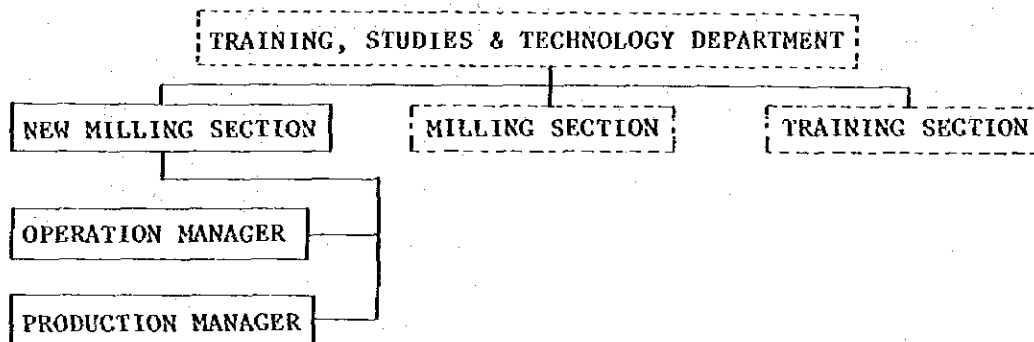 TRAINING, STUDIES & TECHNOLOGY DEPARTMENT
NEW MILLING SECTION
MILLING SECTION
TRAINING SECTION
OPERATION MANAGER
PRODUCTION MANAGER